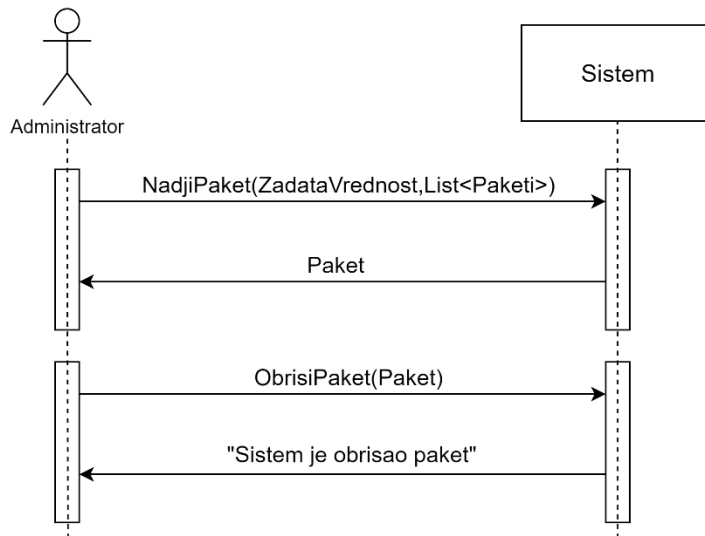 Sistem
Administrator
NadjiPaket(ZadataVrednost,List<Paketi>)
Paket
ObrisiPaket(Paket)
"Sistem je obrisao paket"